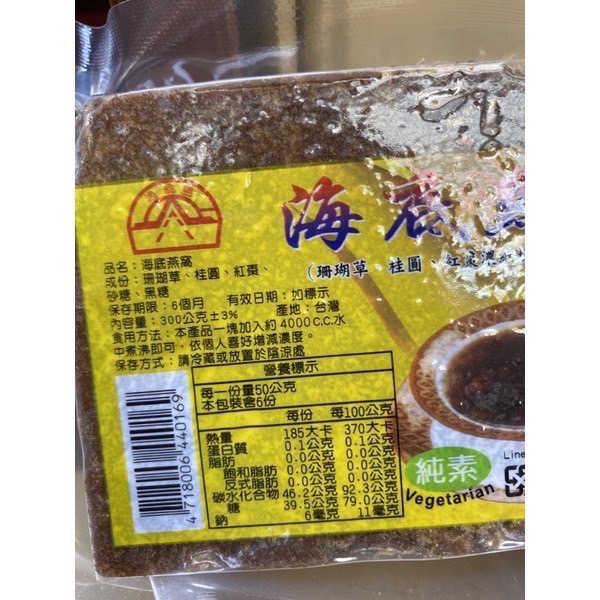 海底
(珊瑚草、桂圓、紅棗
品名：海底燕窩
成份：珊瑚草、桂圓、紅棗、
砂糖、黑糖
保存期限：6個月 有效日期：如標示
內容量：300公克±3% 產地：台灣
食用方法：本產品一塊加入約4000C.C.水
中煮沸即可，依個人喜好增減濃度。
保存方式：請冷藏或放置於陰涼處
營養標示
每一份量50公克
本包裝含6份
每份 每100公克
熱量 185大卡 370大卡
蛋白質 0.1公克 0.1公克
脂肪 0.0公克 0.0公克
飽和脂肪 0.0公克 0.0公克
反式脂肪 0.0公克 0.0公克
碳水化合物 46.2公克 92.3公克
糖 39.5公克 79.0公克
鈉 6毫克 11毫克
4718006440169
純素
Vegetarian
Line